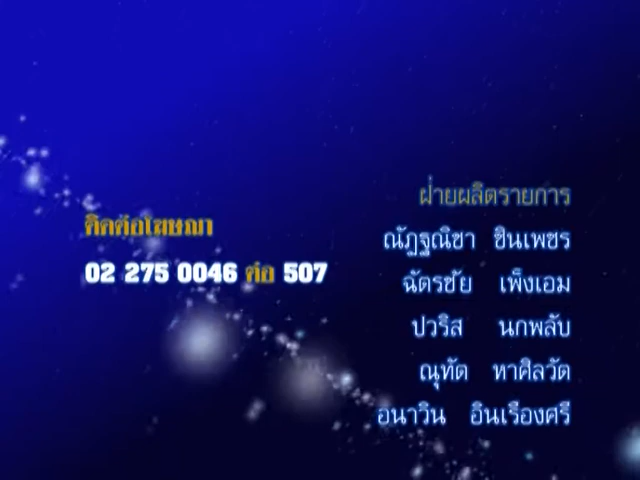 ฝ่ายผลิตรายการ
ติดต่อโฆษณา
ณัฏฐณิชา ชินเพชร
02 275 0046 ต่อ 507
ฉัตรชัย เพ็งเอม
ปวริส นกพลับ
ณุทัต หาศิลวัต
อนาวิน อินเรืองศรี